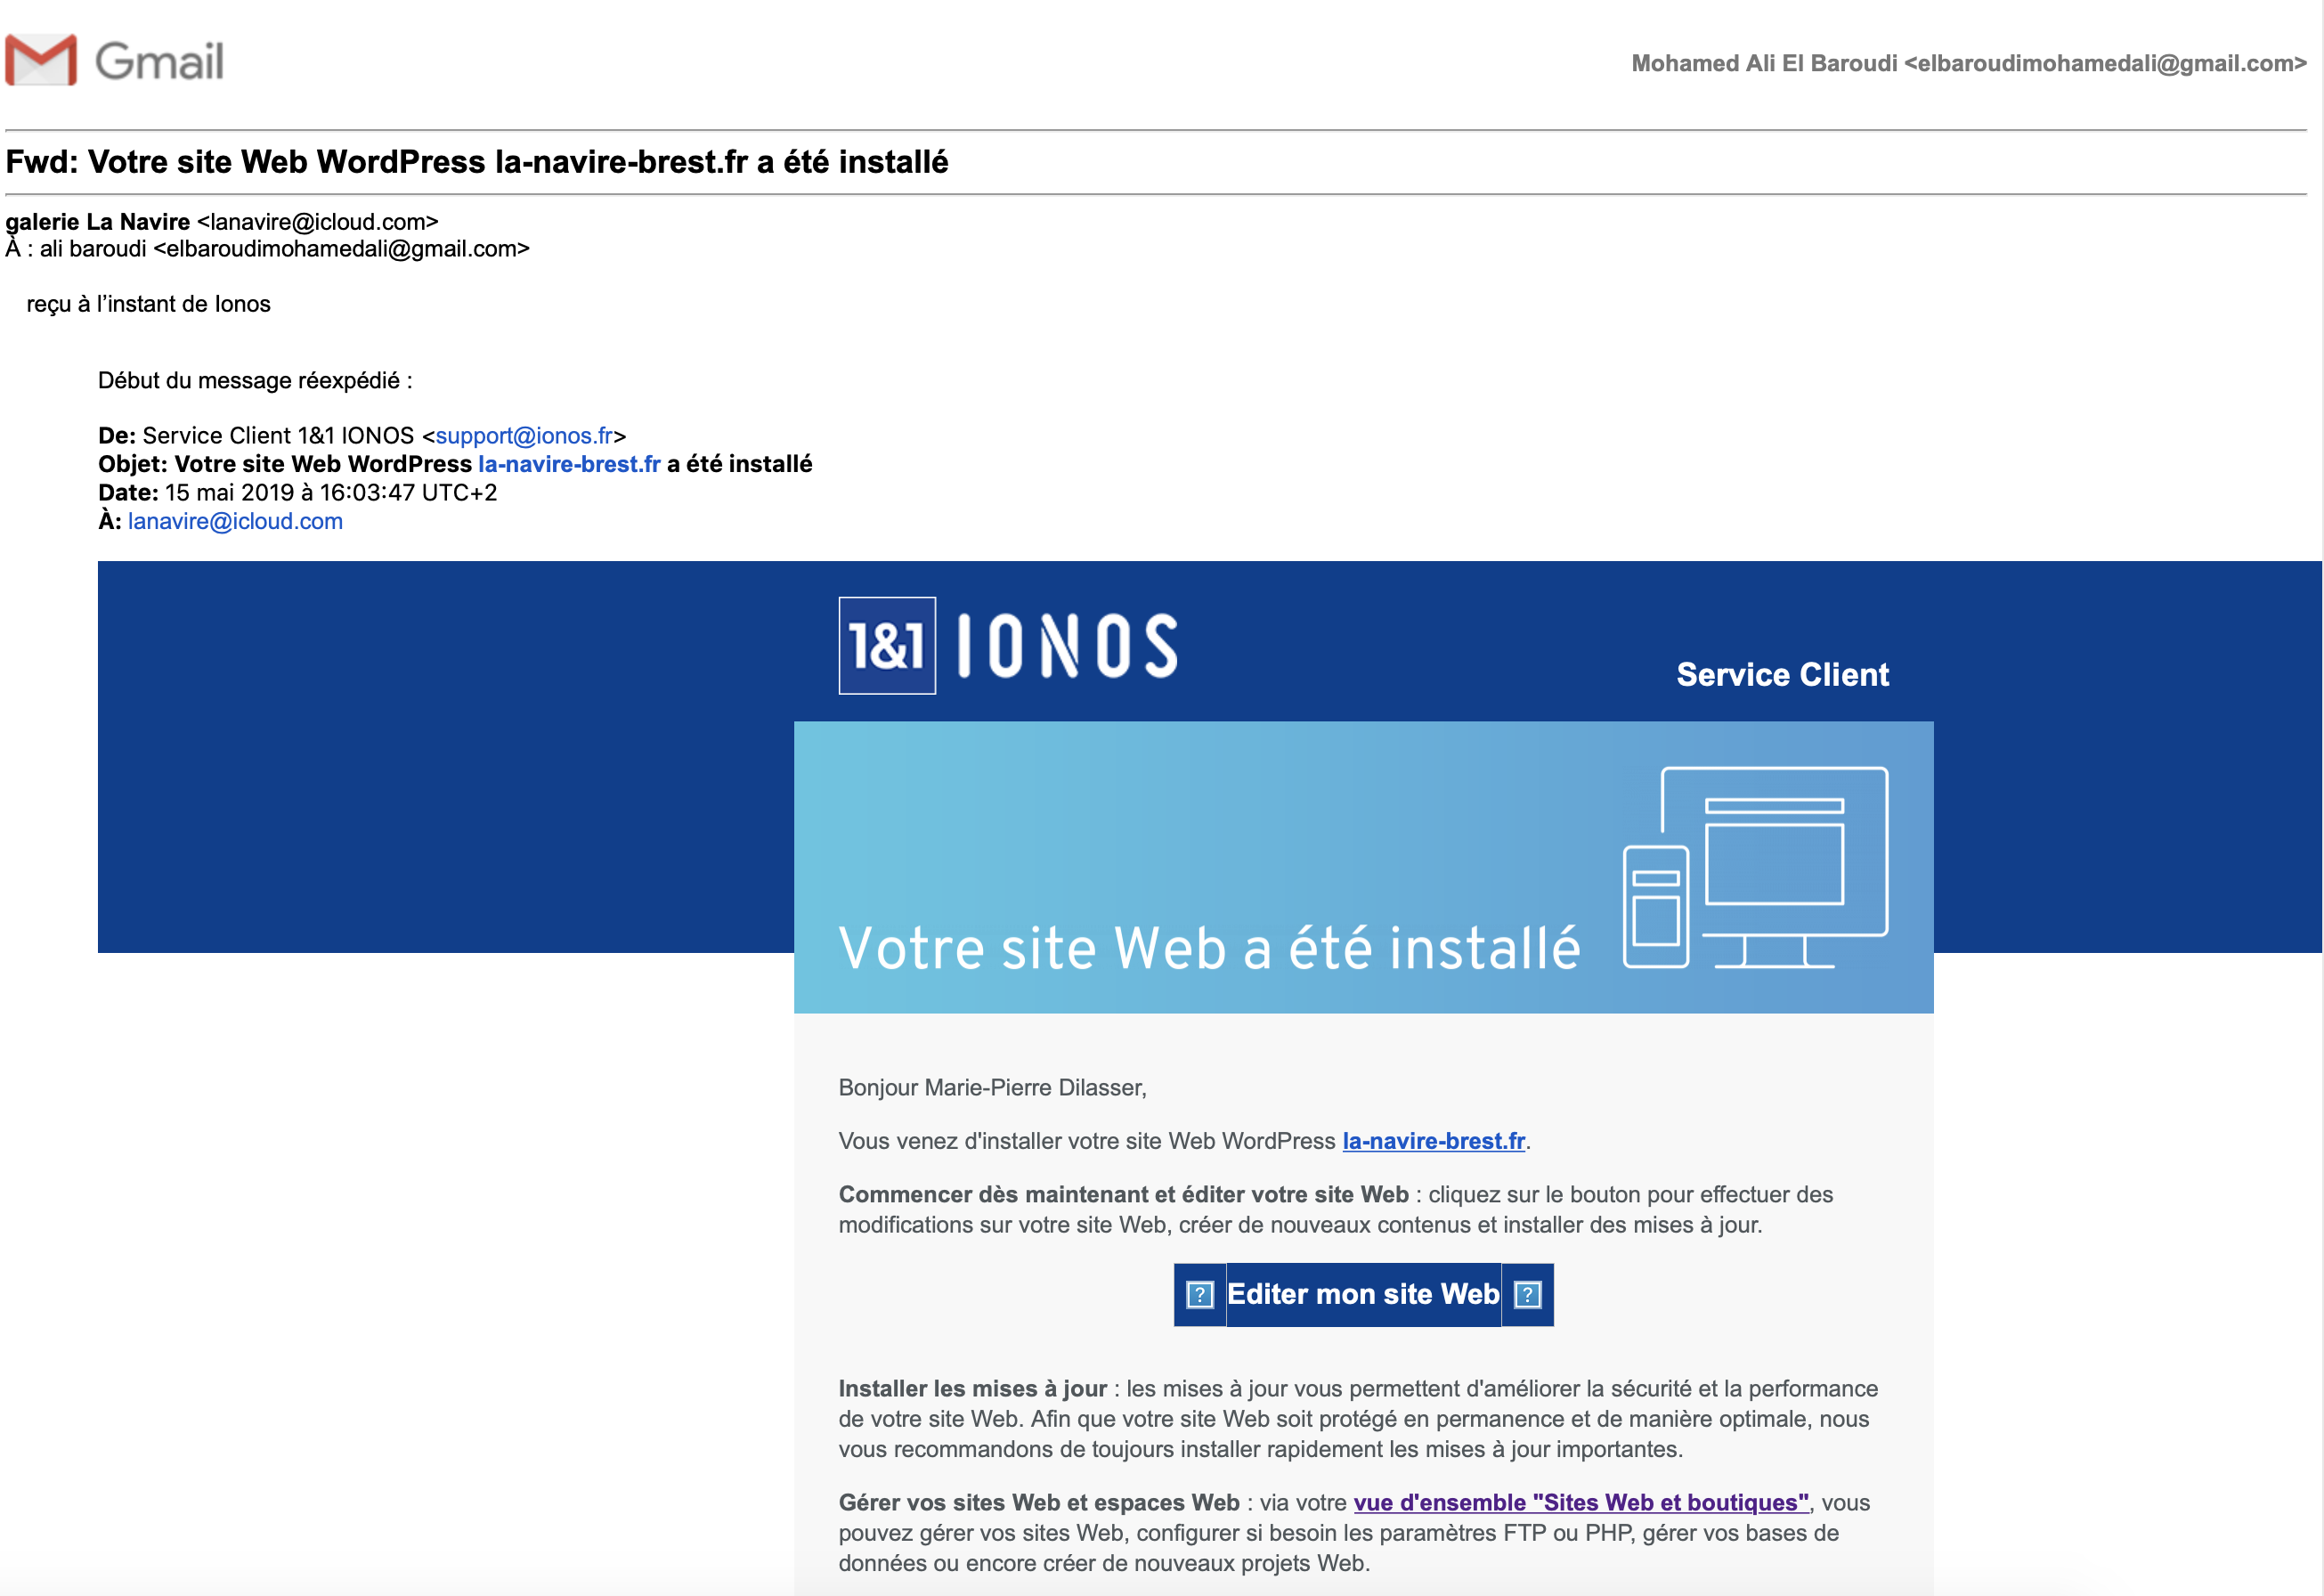 Gmail
Mohamed Ali El Baroudi <elbaroudimohamedali@gmail.com>
Fwd: Votre site Web WordPress la-navire-brest.fr a été installé
galerie La Navire <lanavire@icloud.com>
À : ali baroudi <elbaroudimohamedali@gmail.com>
reçu à l’instant de Ionos
Début du message réexpédié :
De: Service Client 1&1 IONOS <support@ionos.fr>
Objet: Votre site Web WordPress la-navire-brest.fr a été installé
Date: 15 mai 2019 à 16:03:47 UTC+2
À: lanavire@icloud.com
1&1 IONOS
Service Client
Votre site Web a été installé
Bonjour Marie-Pierre Dilasser,
Vous venez d'installer votre site Web WordPress la-navire-brest.fr.
Commencer dès maintenant et éditer votre site Web : cliquez sur le bouton pour effectuer des
modifications sur votre site Web, créer de nouveaux contenus et installer des mises à jour.
? Editer mon site Web ?
Installer les mises à jour : les mises à jour vous permettent d'améliorer la sécurité et la performance
de votre site Web. Afin que votre site Web soit protégé en permanence et de manière optimale, nous
vous recommandons de toujours installer rapidement les mises à jour importantes.
Gérer vos sites Web et espaces Web : via votre vue d'ensemble "Sites Web et boutiques", vous
pouvez gérer vos sites Web, configurer si besoin les paramètres FTP ou PHP, gérer vos bases de
données ou encore créer de nouveaux projets Web.